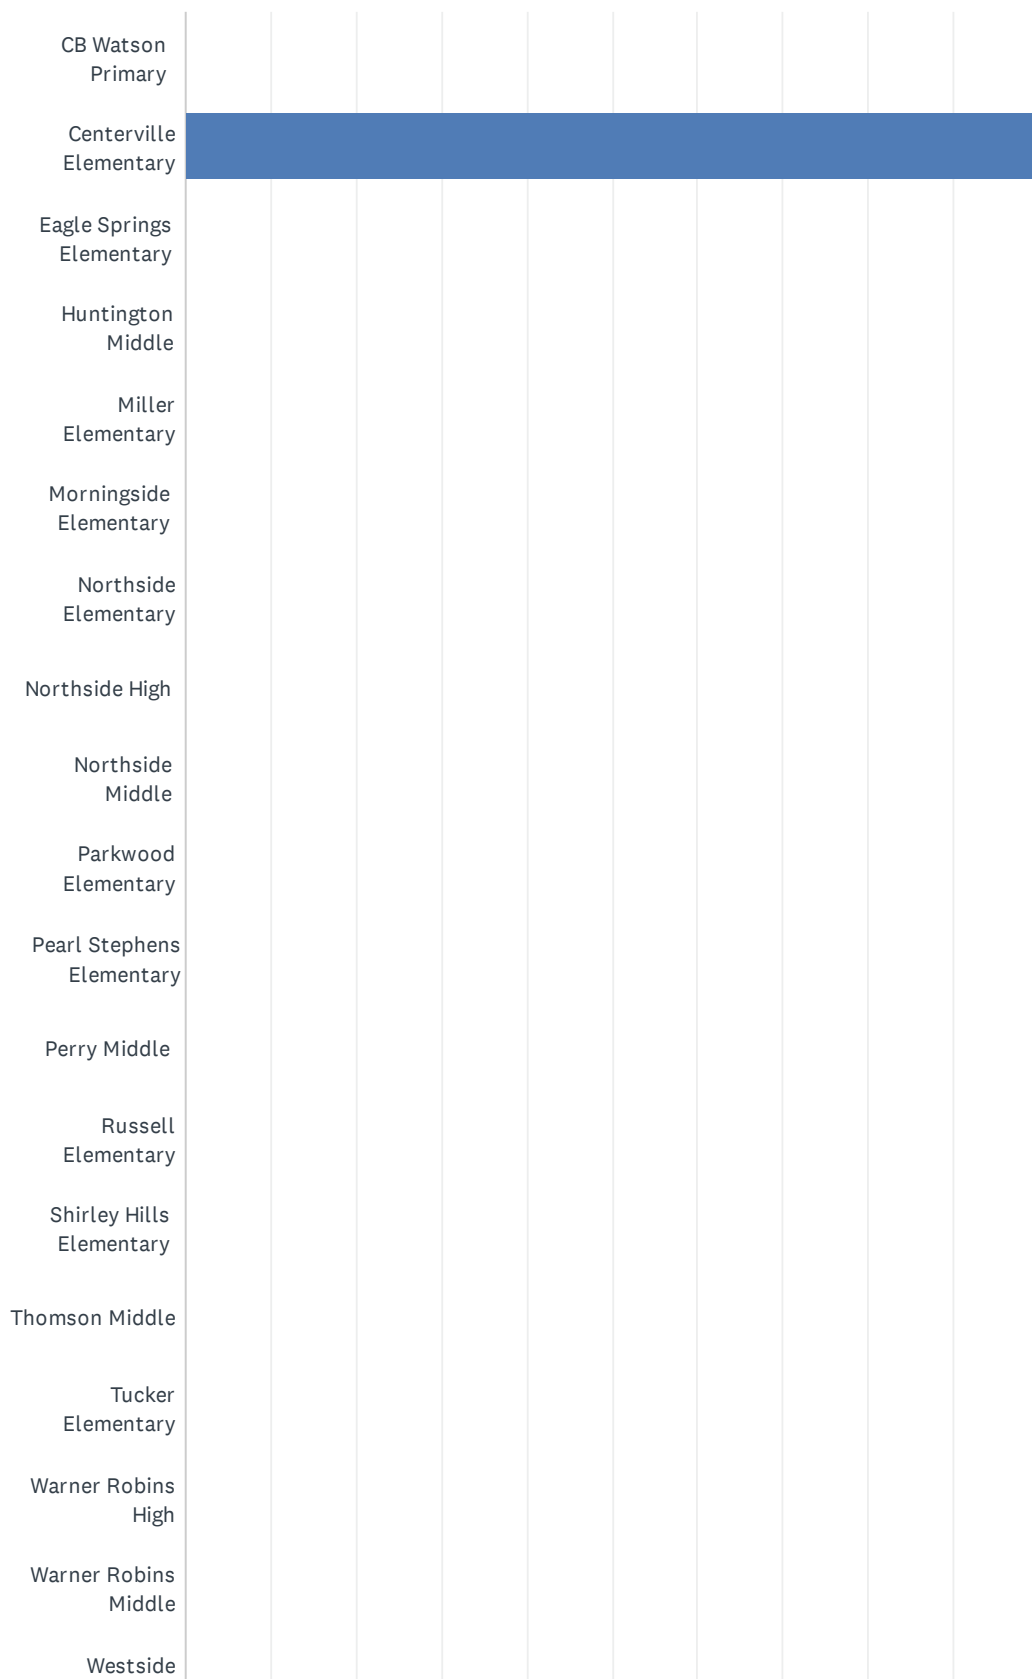 CB Watson
Primary
Centerville
Elementary
Eagle Springs
Elementary
Huntington
Middle
Miller
Elementary
Morningside
Elementary
Northside
Elementary
Northside High
Northside
Middle
Parkwood
Elementary
Pearl Stephens
Elementary
Perry Middle
Russell
Elementary
Shirley Hills
Elementary
Thomson Middle
Tucker
Elementary
Warner Robins
High
Warner Robins
Middle
Westside